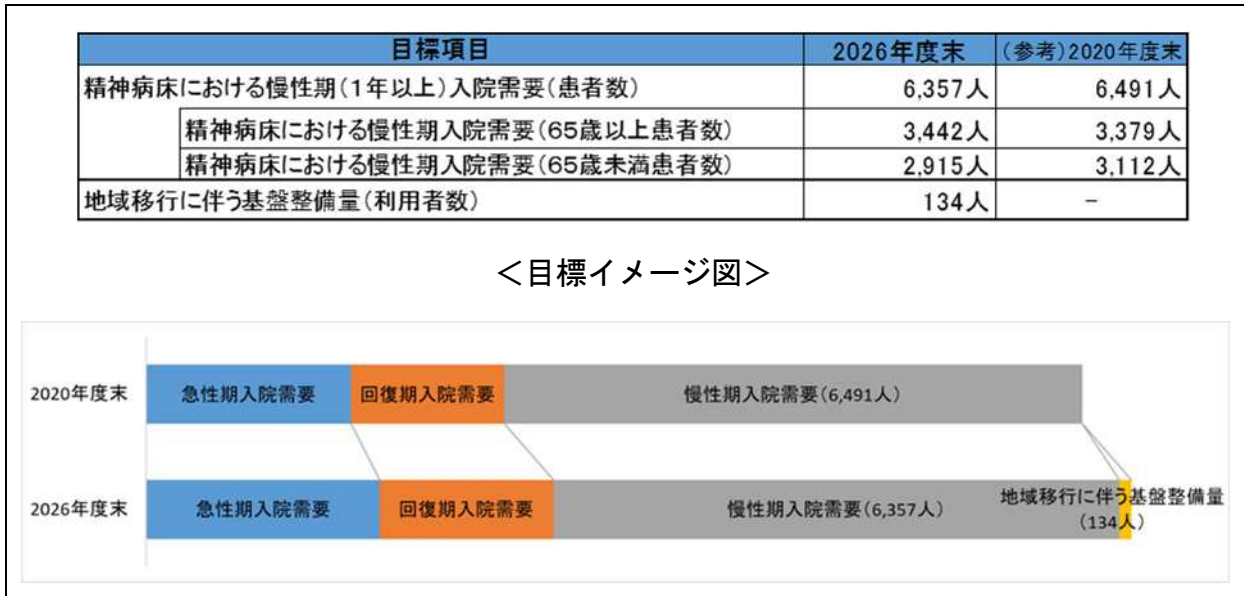 目標項目 2026年度末 (参考)2020年度末
精神病床における慢性期(1年以上)入院需要(患者数) 6,357人 6,491人
精神病床における慢性期入院需要(65歳以上患者数) 3,442人 3,379人
精神病床における慢性期入院需要(65歳未満患者数) 2,915人 3,112人
地域移行に伴う基盤整備量(利用者数) 134人 －
＜目標イメージ図＞
2020年度末 急性期入院需要 回復期入院需要 慢性期入院需要(6,491人)
2026年度末 急性期入院需要 回復期入院需要 慢性期入院需要(6,357人) 地域移行に伴う基盤整備量
(134人)